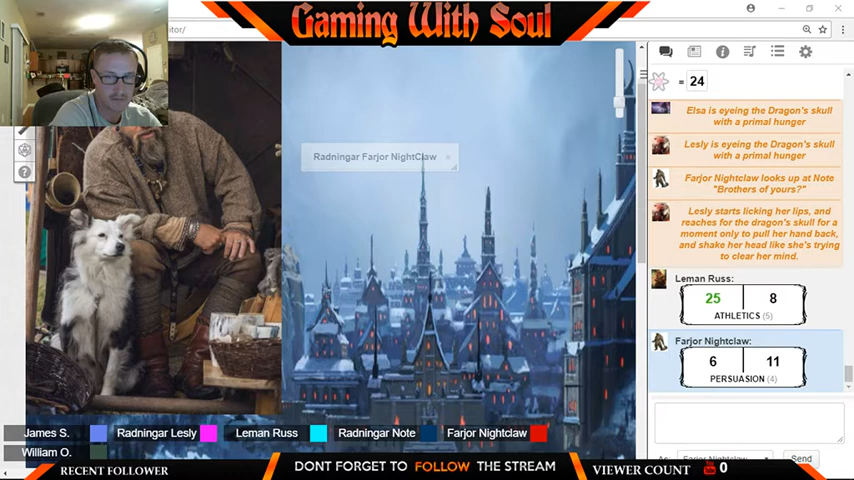 Gaming With Soul
itor/
= 24
Elsa is eyeing the Dragon's skull
with a primal hunger
Lesly is eyeing the Dragon's skull
with a primal hunger
Farjor Nightclaw looks up at Note
"Brothers of yours?"
Lesly starts licking her lips, and
reaches for the dragon's skull for a
moment only to pull her hand back,
and shake her head like she's trying
to clear her mind.
Leman Russ:
25 8
ATHLETICS (5)
Farjor Nightclaw:
6 11
PERSUASION (4)
As: Farjor Nightclaw Send
Radningar Farjor NightClaw
James S. Radningar Lesly Leman Russ Radningar Note Farjor Nightclaw
William O.
RECENT FOLLOWER DONT FORGET TO FOLLOW THE STREAM VIEWER COUNT 0